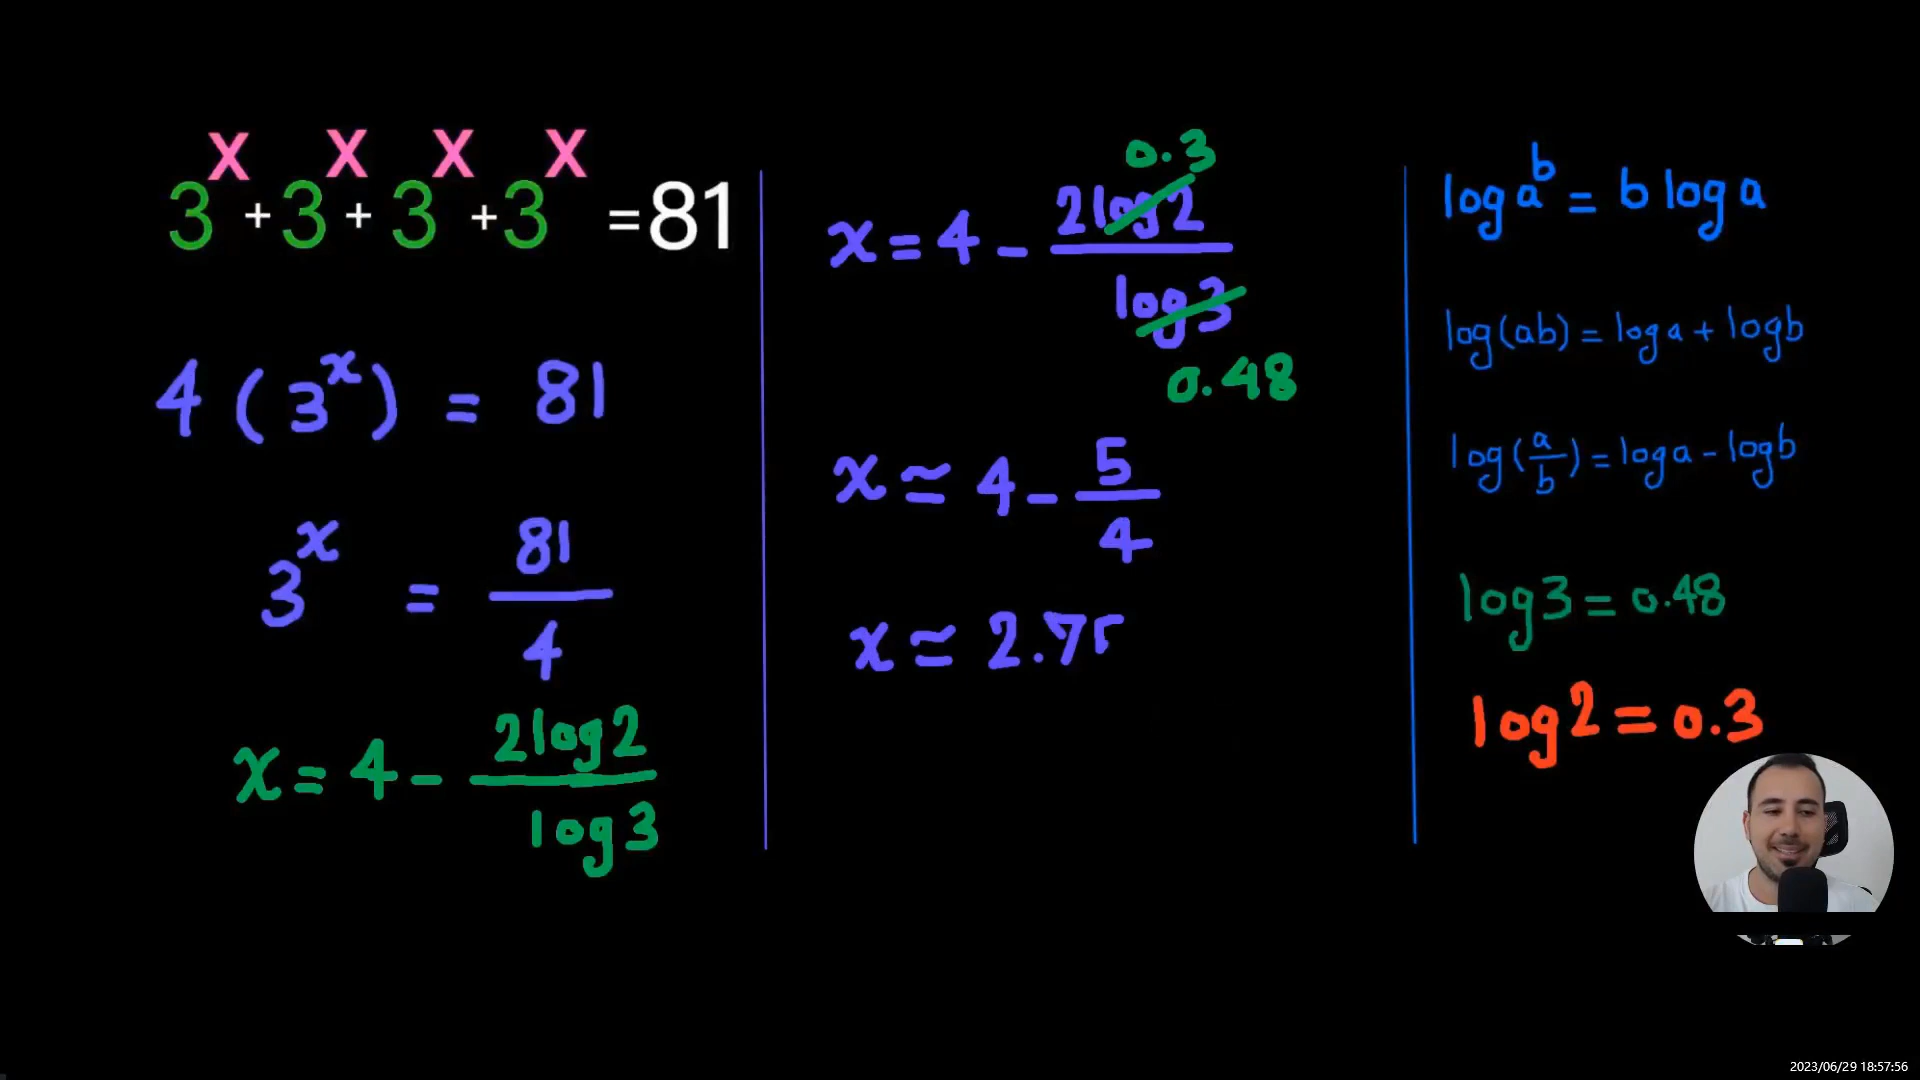 3^x + 3^x + 3^x + 3^x = 81
4 ( 3^x ) = 81
3^x = 81/4
x = 4 - 2log2/log3
0.3
x = 4 - 2log2/log3
0.48
x ≃ 4 - 5/4
x ≃ 2.75
log a^b = b log a
log(ab) = log a + log b
log(a/b) = log a - log b
log3 = 0.48
log2 = 0.3
2023/06/29 18:57:56